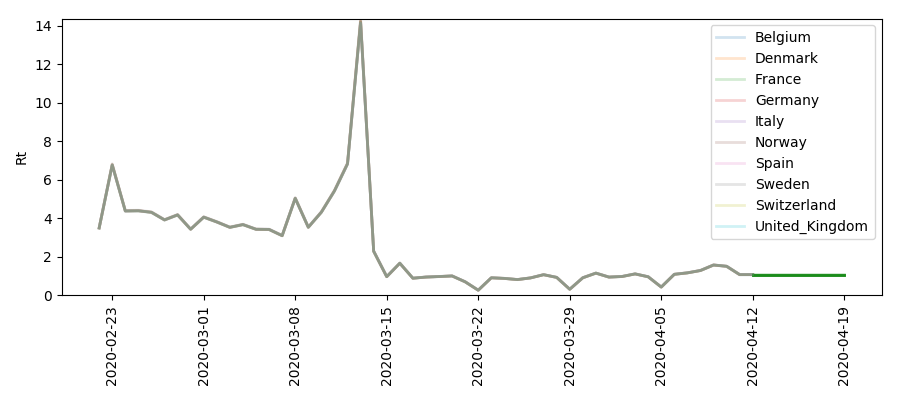 14
12
10
8
6
4
2
0
Rt
2020-02-23
2020-03-01
2020-03-08
2020-03-15
2020-03-22
2020-03-29
2020-04-05
2020-04-12
2020-04-19
Belgium
Denmark
France
Germany
Italy
Norway
Spain
Sweden
Switzerland
United_Kingdom